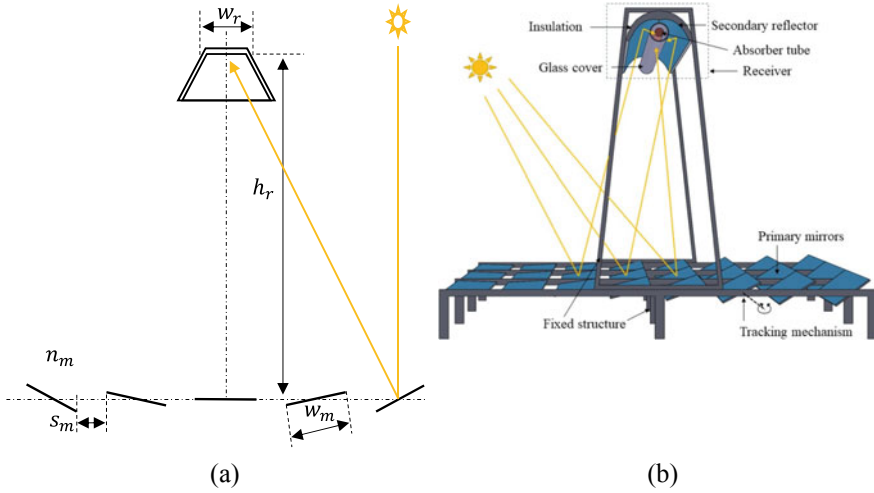 w_r
h_r
n_m
s_m
w_m
(a)
Insulation
Secondary reflector
Absorber tube
Glass cover
Receiver
Primary mirrors
Fixed structure
Tracking mechanism
(b)